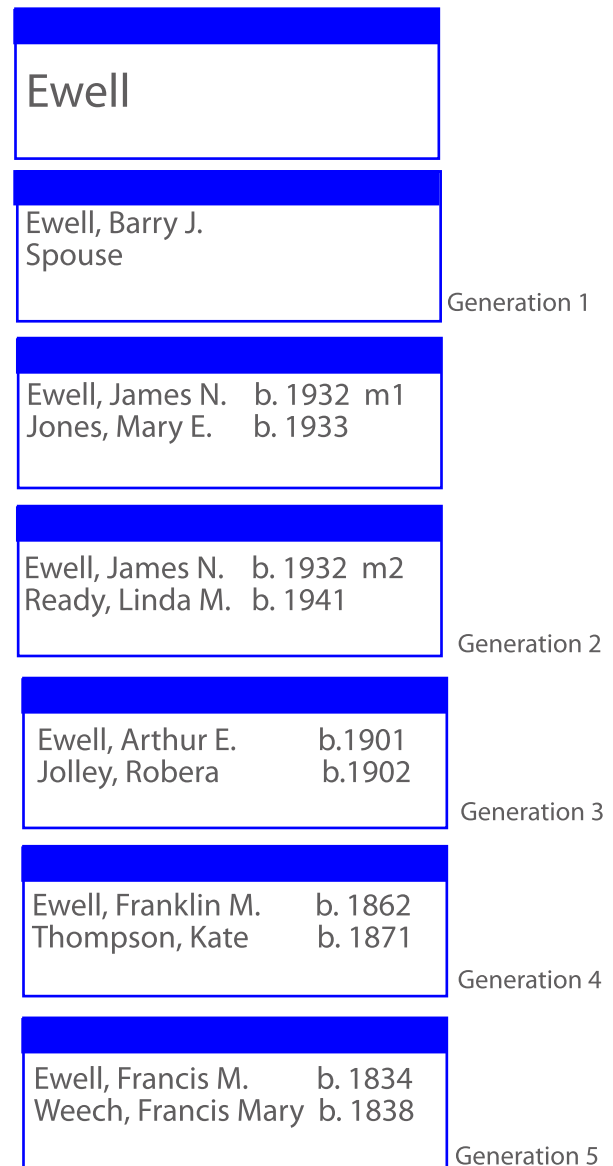 Ewell
Ewell, Barry J.
Spouse
Generation 1
Ewell, James N. b. 1932 m1
Jones, Mary E. b. 1933
Ewell, James N. b. 1932 m2
Ready, Linda M. b. 1941
Generation 2
Ewell, Arthur E. b.1901
Jolley, Robera b.1902
Generation 3
Ewell, Franklin M. b. 1862
Thompson, Kate b. 1871
Generation 4
Ewell, Francis M. b. 1834
Weech, Francis Mary b. 1838
Generation 5